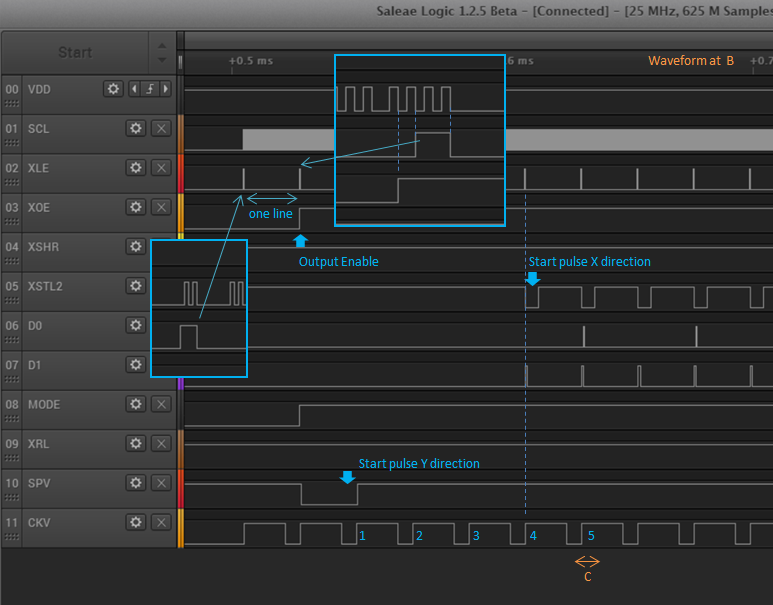 Saleae Logic 1.2.5 Beta - [Connected] - [25 MHz, 625 M Samples
Start
+0.5 ms
6 ms
Waveform at B
+0.7
00 VDD
01 SCL
02 XLE
one line
03 XOE
04 XSHR
Output Enable
Start pulse X direction
05 XSTL2
06 D0
07 D1
08 MODE
09 XRL
Start pulse Y direction
10 SPV
11 CKV
1 2 3 4 5
C